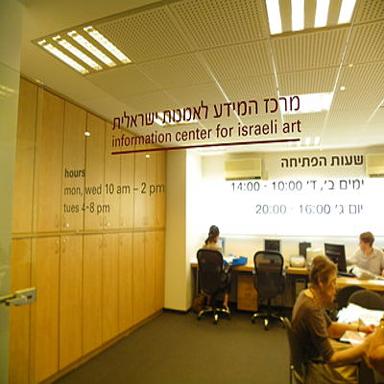 מרכז המידע לאמנות ישראלית
information center for israeli art
hours
mon, wed 10 am – 2 pm
tues 4-8 pm
שעות הפתיחה
ימים ב', ד' 10:00 - 14:00
יום ג' 16:00 - 20:00